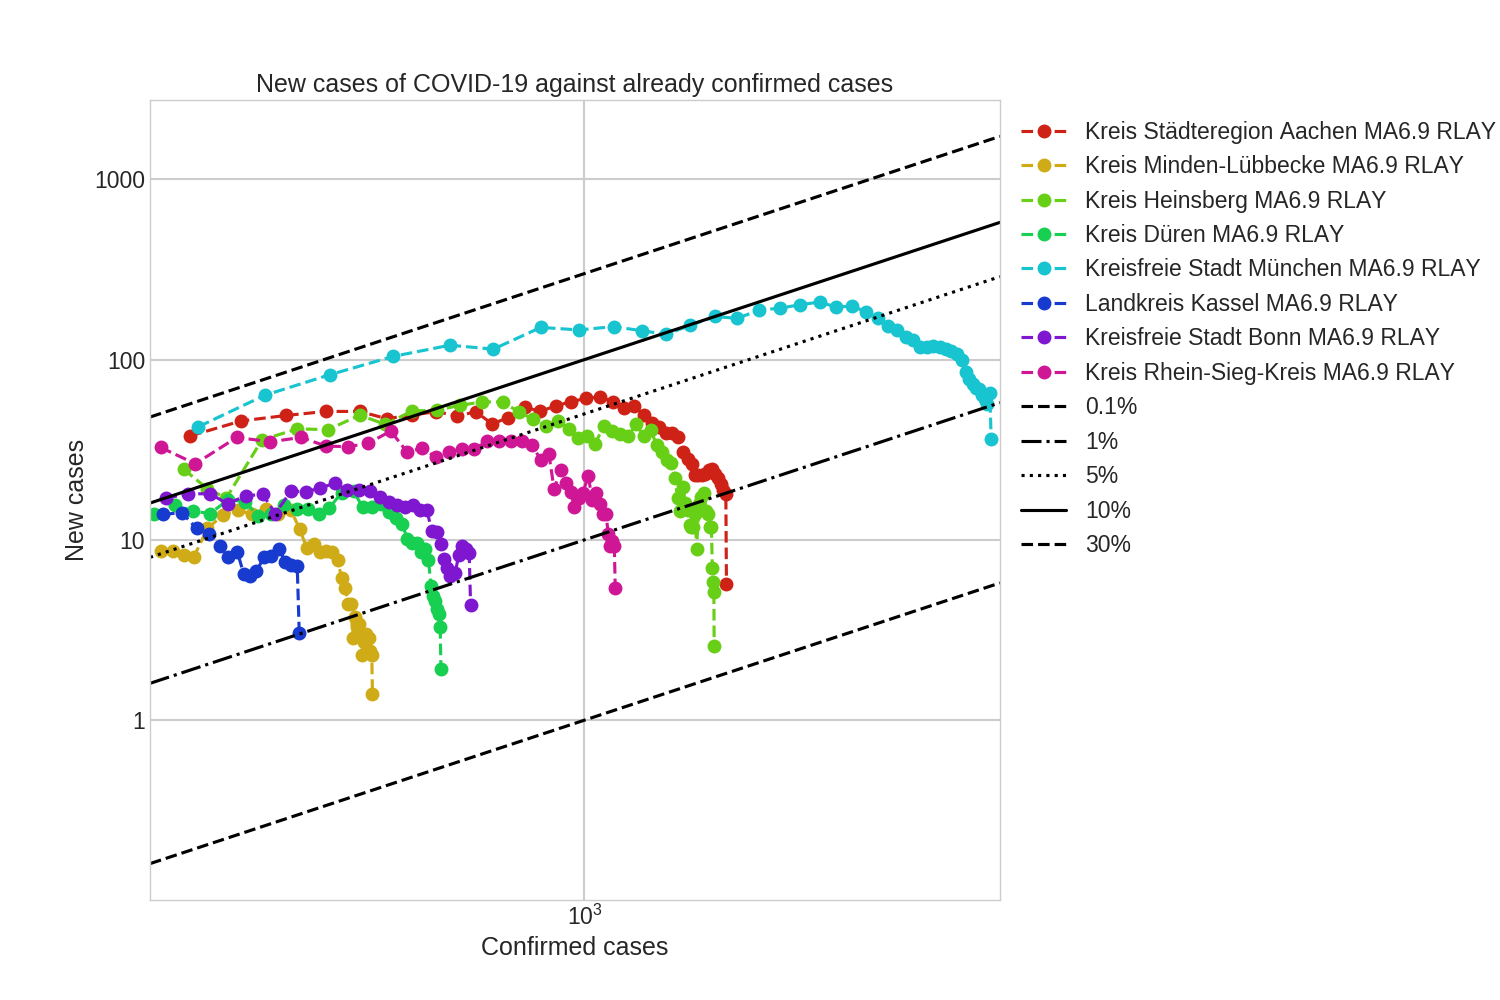 New cases of COVID-19 against already confirmed cases
New cases
1000
100
10
1
10³
Confirmed cases
Kreis Städteregion Aachen MA6.9 RLAY
Kreis Minden-Lübbecke MA6.9 RLAY
Kreis Heinsberg MA6.9 RLAY
Kreis Düren MA6.9 RLAY
Kreisfreie Stadt München MA6.9 RLAY
Landkreis Kassel MA6.9 RLAY
Kreisfreie Stadt Bonn MA6.9 RLAY
Kreis Rhein-Sieg-Kreis MA6.9 RLAY
0.1%
1%
5%
10%
30%